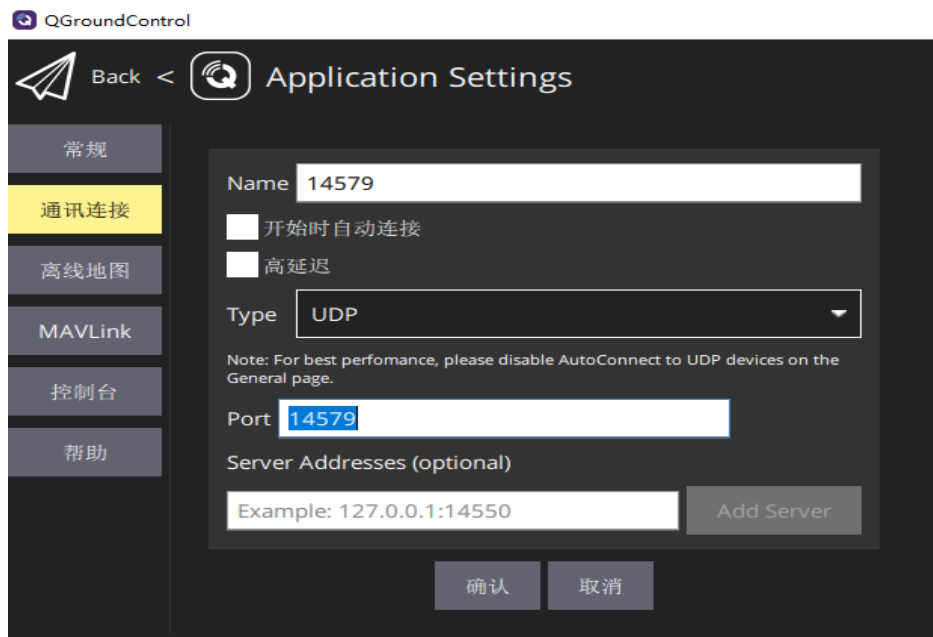 QGroundControl
Back < Application Settings
常规
通讯连接
离线地图
MAVLink
控制台
帮助
Name 14579
开始时自动连接
高延迟
Type UDP
Note: For best perfomance, please disable AutoConnect to UDP devices on the
General page.
Port 14579
Server Addresses (optional)
Example: 127.0.0.1:14550 Add Server
确认 取消